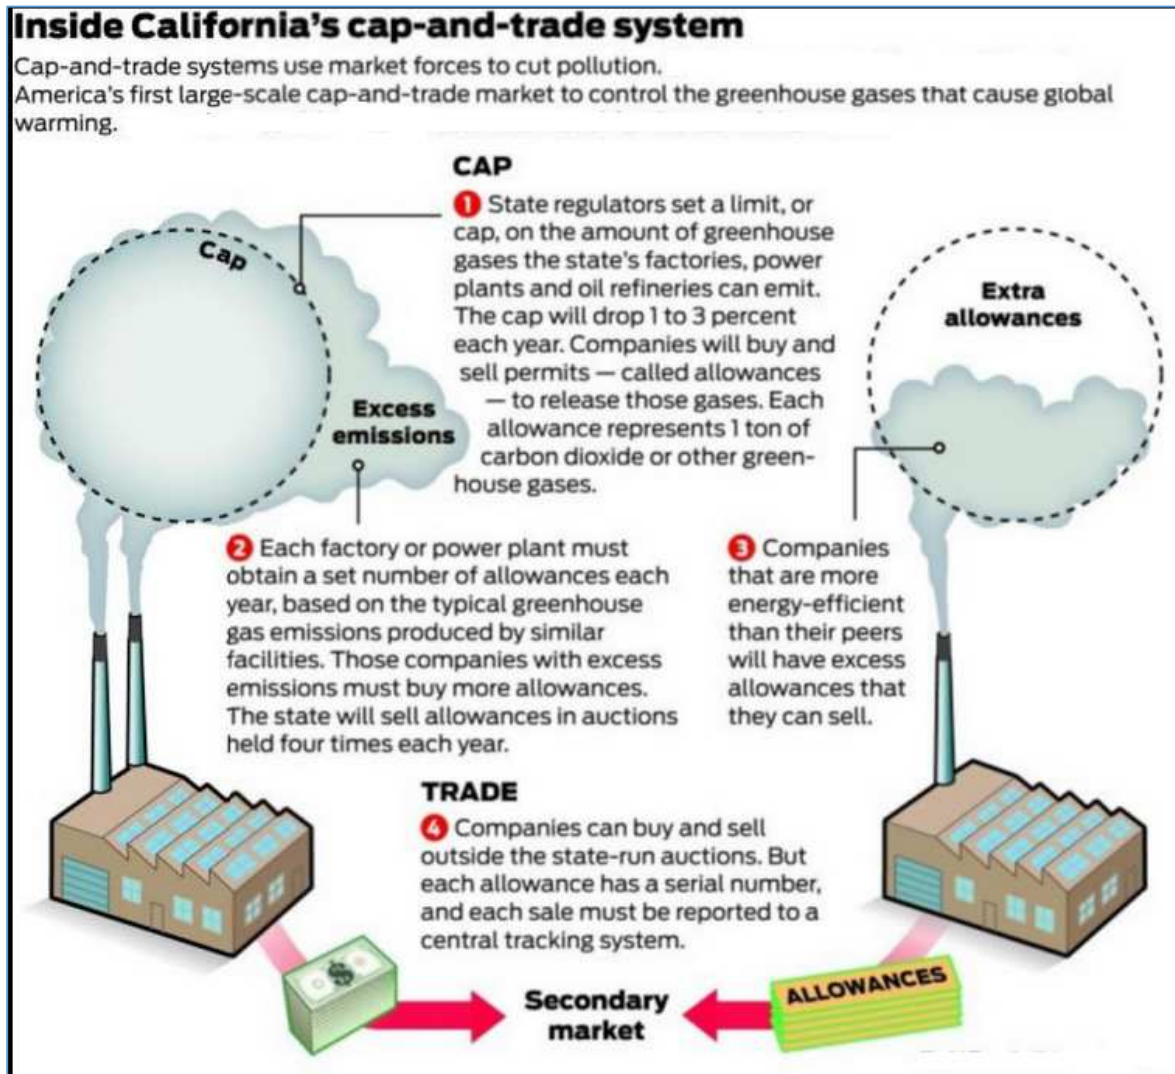 Inside California's cap-and-trade system
Cap-and-trade systems use market forces to cut pollution.
America's first large-scale cap-and-trade market to control the greenhouse gases that cause global
warming.
CAP
1 State regulators set a limit, or
cap, on the amount of greenhouse
gases the state's factories, power
plants and oil refineries can emit.
The cap will drop 1 to 3 percent
each year. Companies will buy and
sell permits — called allowances
— to release those gases. Each
allowance represents 1 ton of
carbon dioxide or other green-
house gases.
Cap
Excess
emissions
Extra
allowances
2 Each factory or power plant must
obtain a set number of allowances each
year, based on the typical greenhouse
gas emissions produced by similar
facilities. Those companies with excess
emissions must buy more allowances.
The state will sell allowances in auctions
held four times each year.
3 Companies
that are more
energy-efficient
than their peers
will have excess
allowances that
they can sell.
TRADE
4 Companies can buy and sell
outside the state-run auctions. But
each allowance has a serial number,
and each sale must be reported to a
central tracking system.
$
Secondary
market
ALLOWANCES